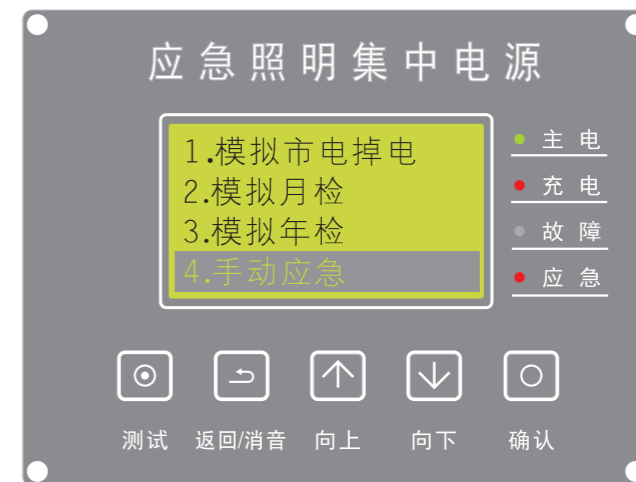 应急照明集中电源
1.模拟市电掉电
2.模拟月检
3.模拟年检
4.手动应急
主电
充电
故障
应急
测试 返回/消音 向上 向下 确认